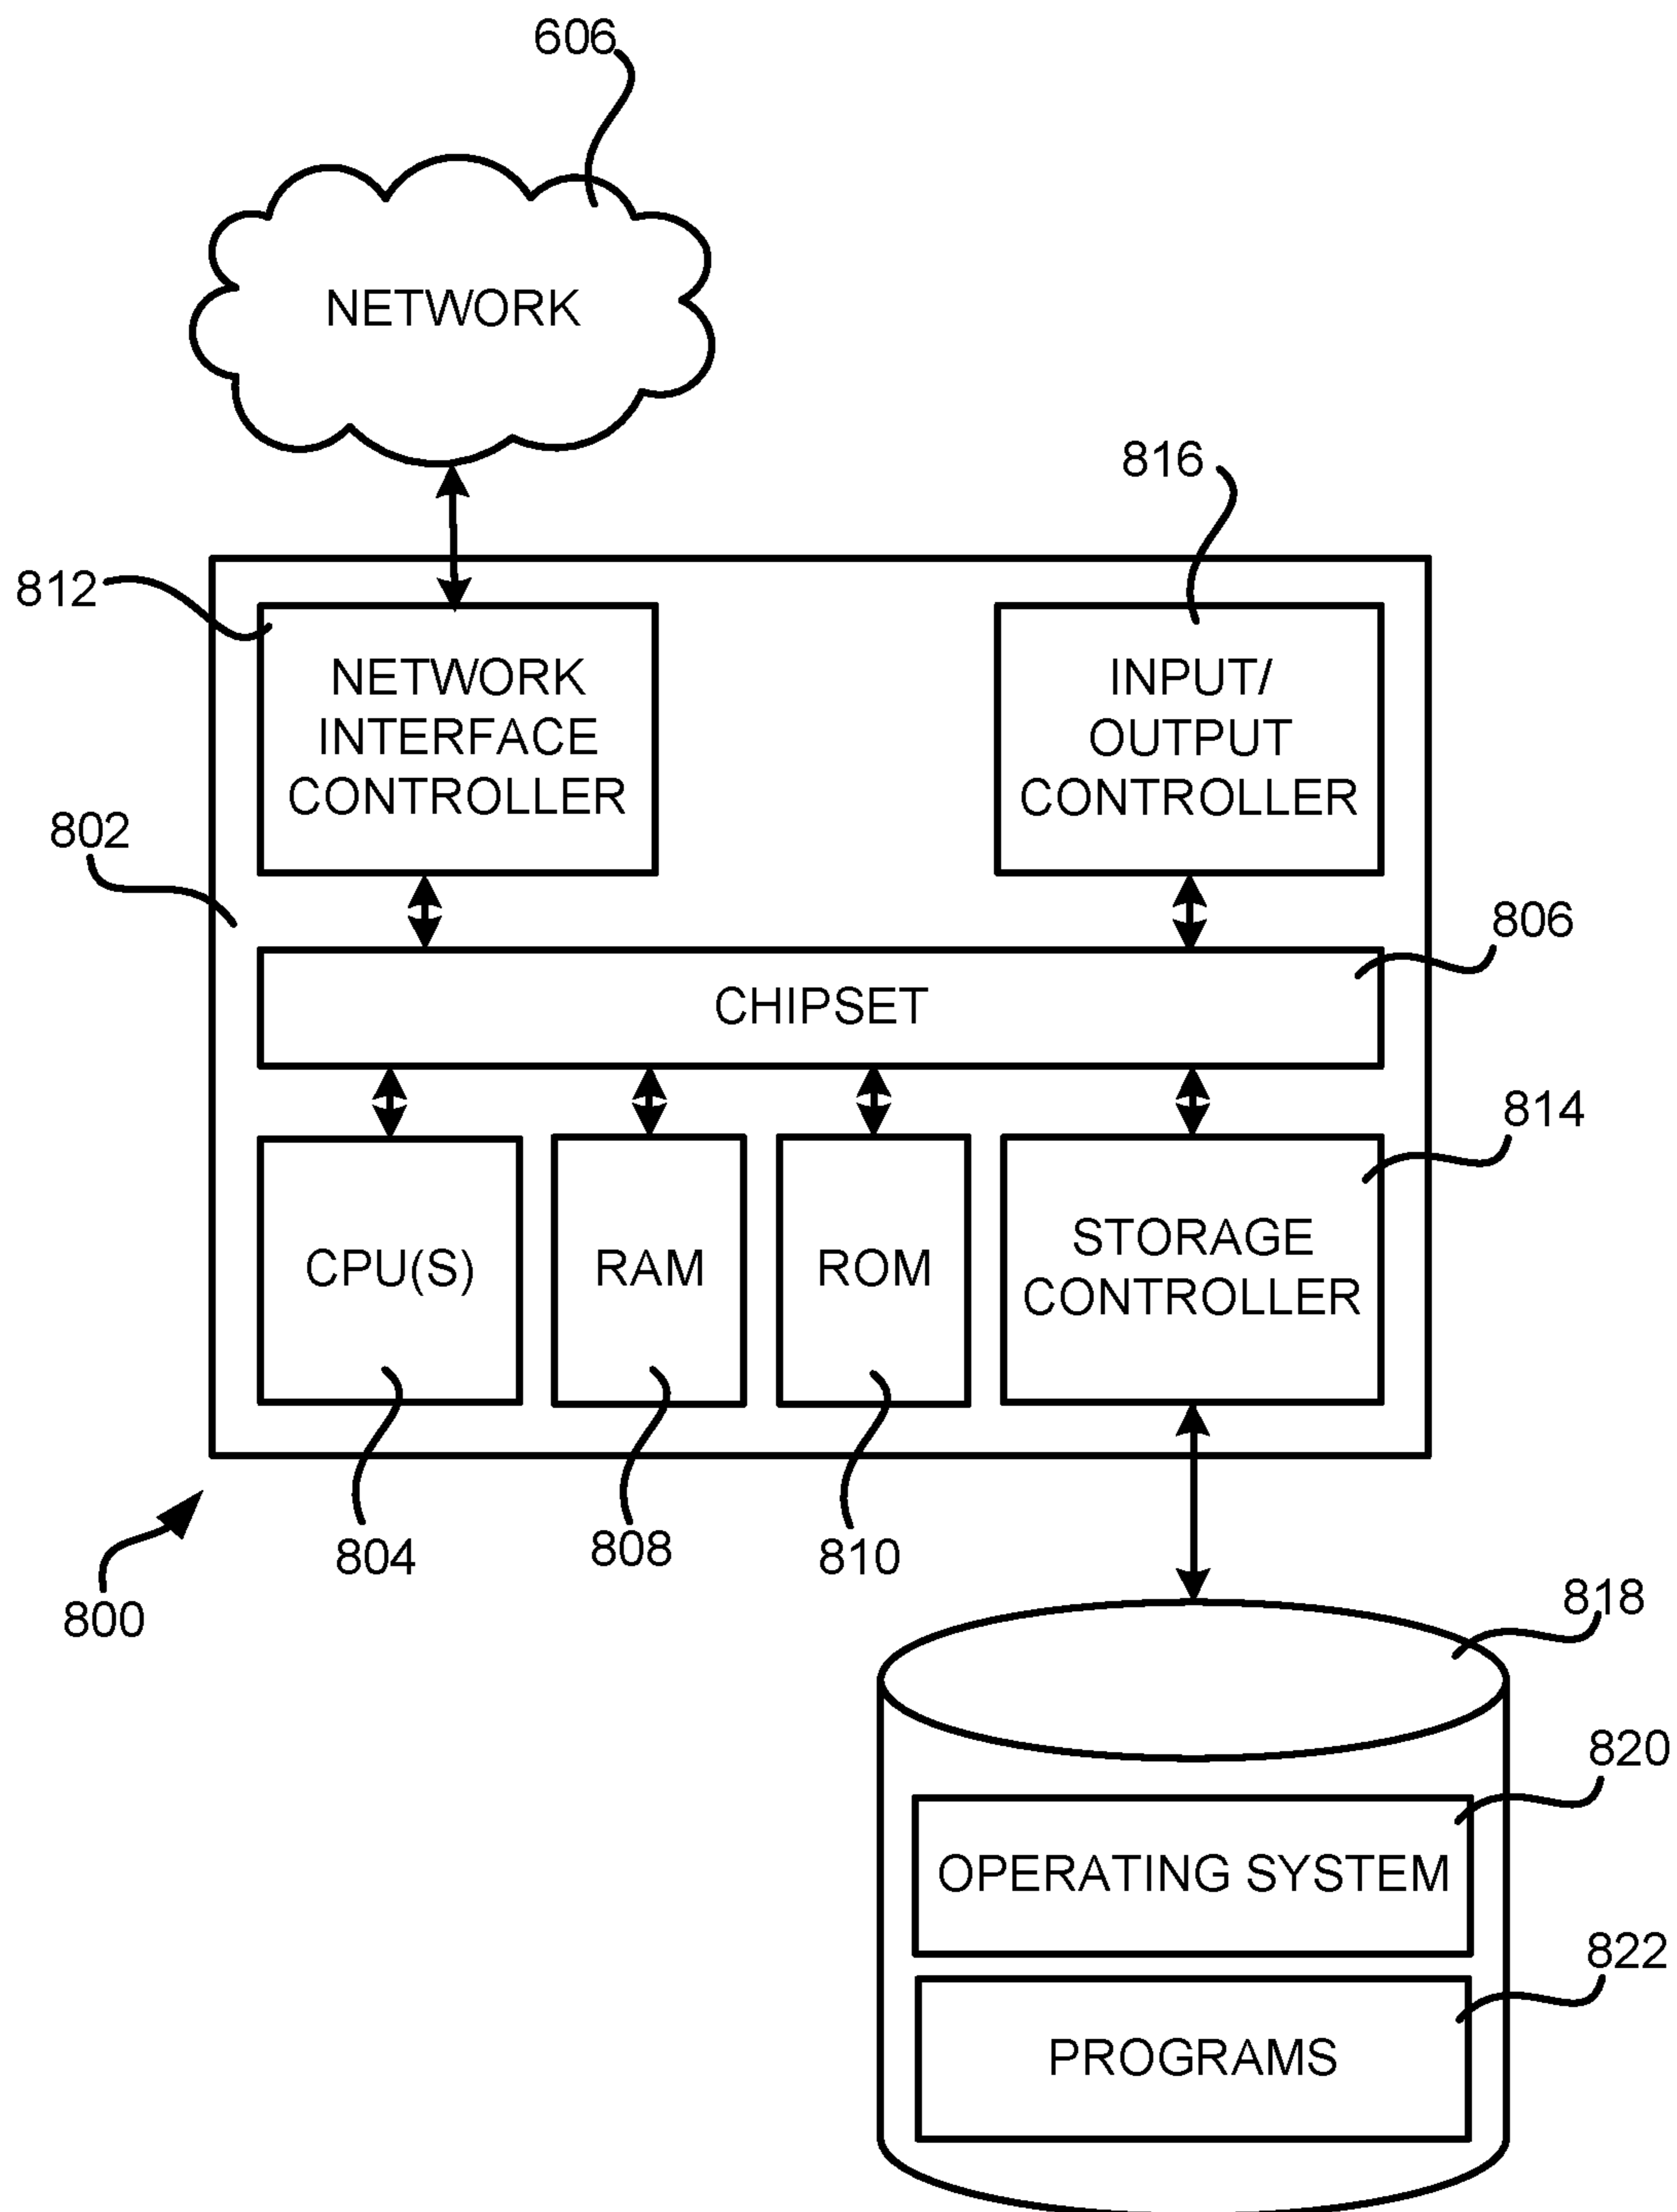 606
NETWORK
816
812
NETWORK
INTERFACE
CONTROLLER
INPUT/
OUTPUT
CONTROLLER
802
806
CHIPSET
814
CPU(S)
RAM
ROM
STORAGE
CONTROLLER
804
808
810
800
818
820
OPERATING SYSTEM
822
PROGRAMS